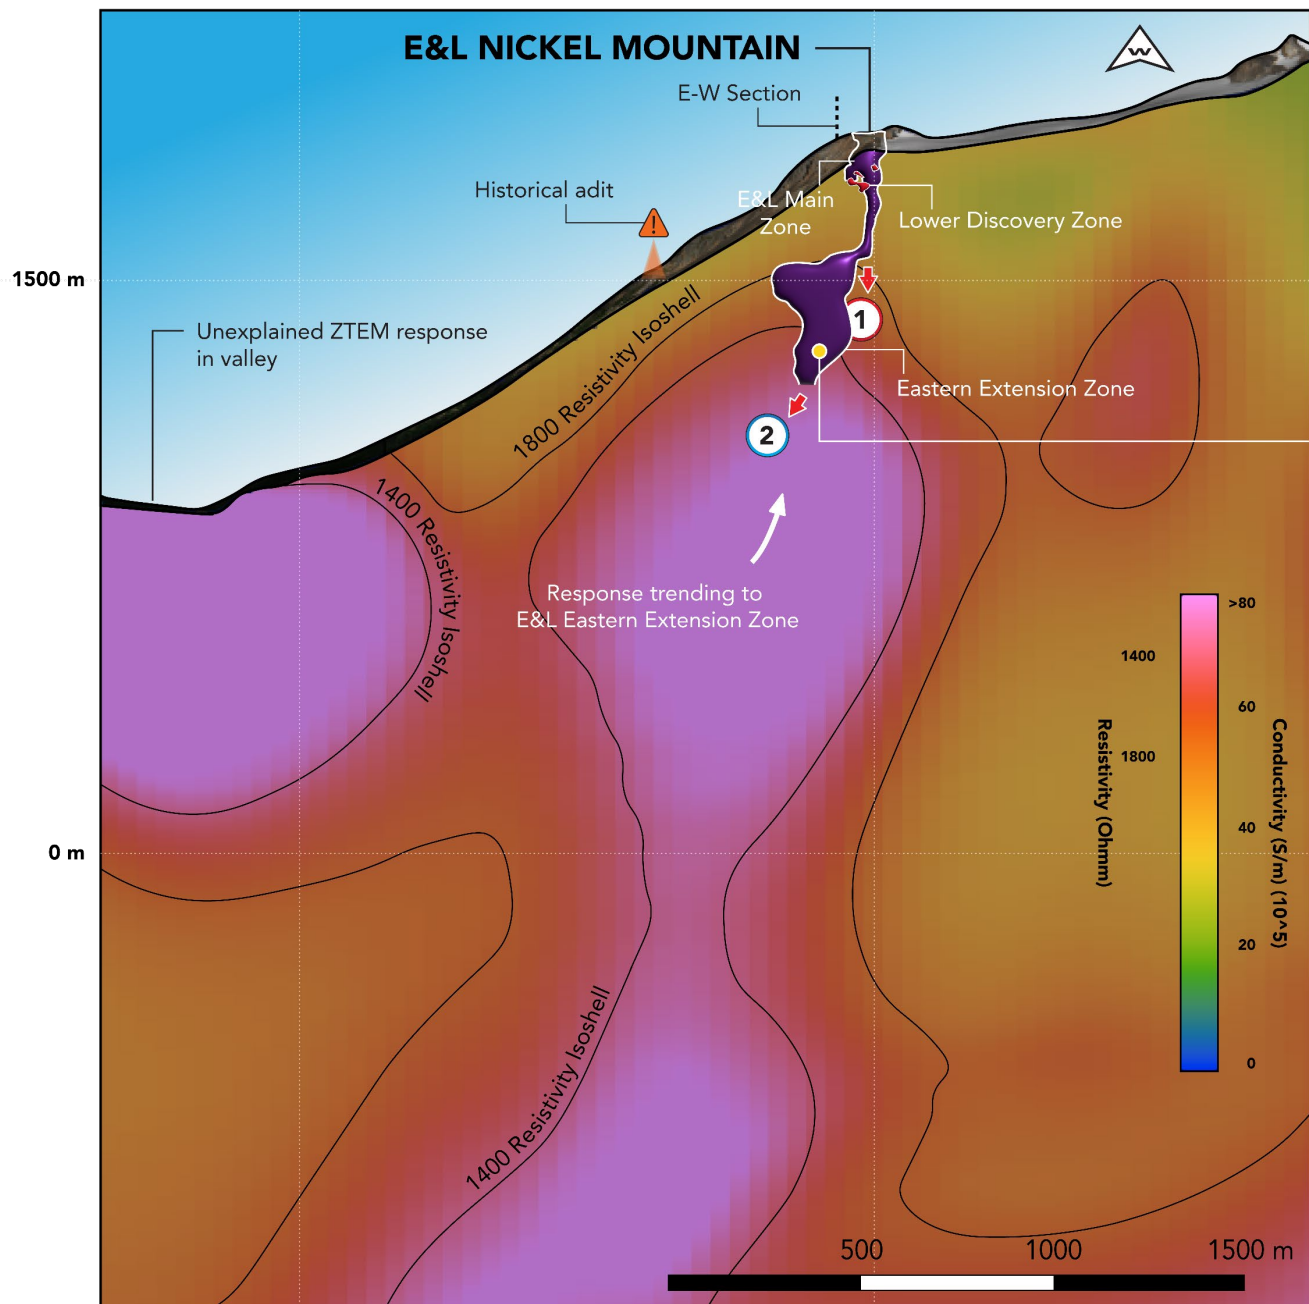 E&L NICKEL MOUNTAIN
W
E-W Section
Historical adit
!
E&L Main
Zone
Lower Discovery Zone
1500 m
1
Unexplained ZTEM response
in valley
1800 Resistivity Isoshell
Eastern Extension Zone
2
1400 Resistivity Isoshell
Response trending to
E&L Eastern Extension Zone
>80
1400
60
Resistivity (Ohmm)
1800
Conductivity (S/m) (10^5)
40
0 m
20
1400 Resistivity Isoshell
0
500
1000
1500 m